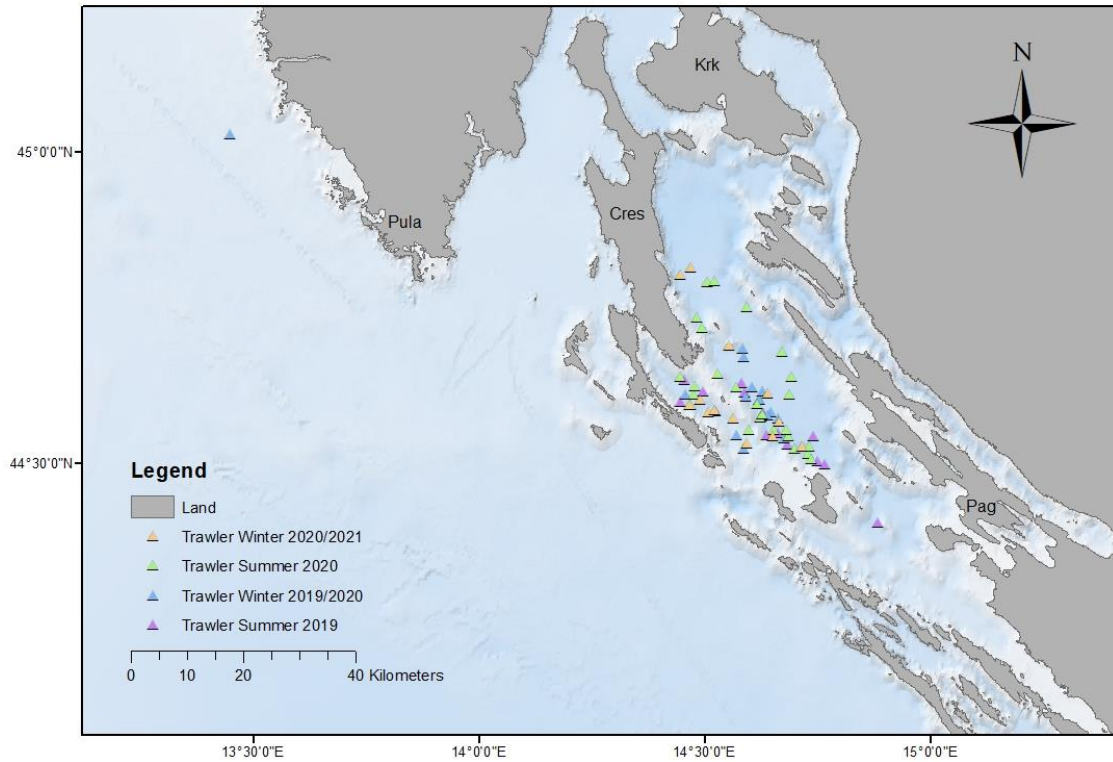 Krk
N
45°0'0"N
Cres
Pula
44°30'0"N
Pag
Legend
Land
Trawler Winter 2020/2021
Trawler Summer 2020
Trawler Winter 2019/2020
Trawler Summer 2019
0 10 20 40 Kilometers
13°30'0"E 14°0'0"E 14°30'0"E 15°0'0"E